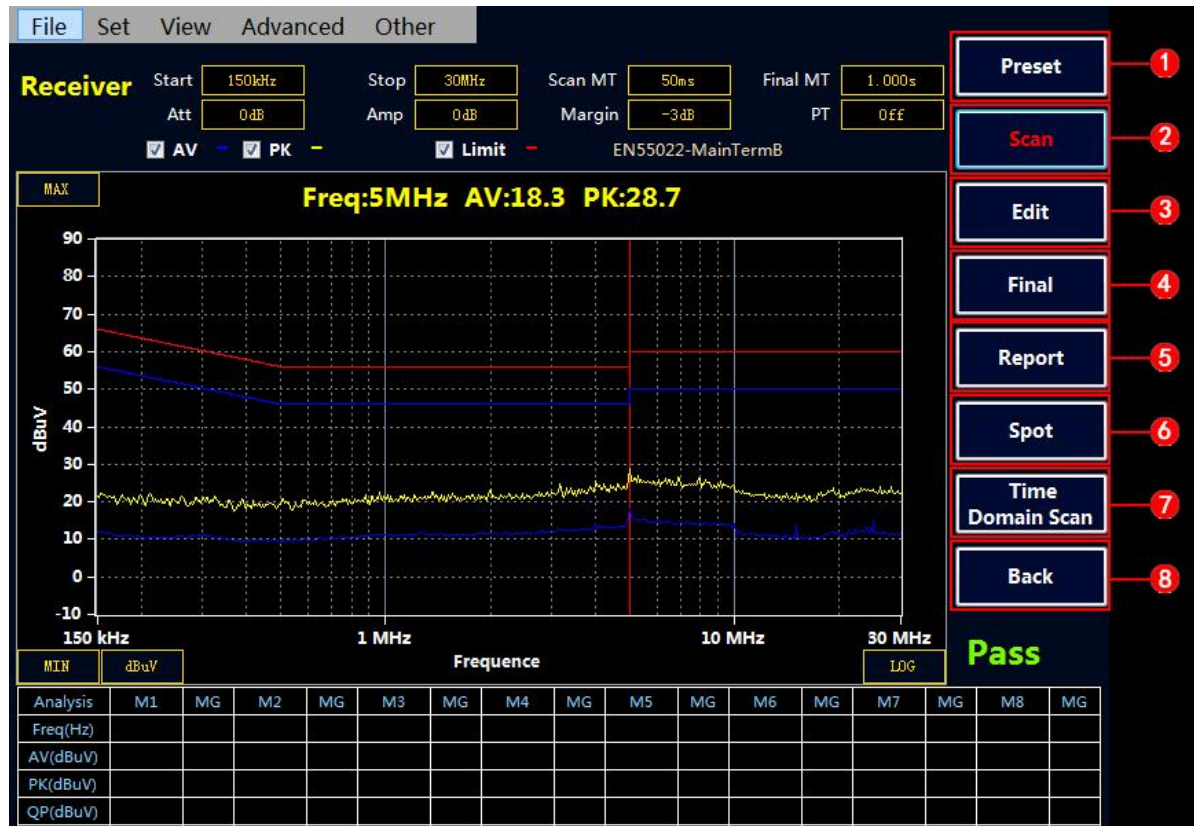 File Set View Advanced Other
Receiver Start 150kHz Stop 30MHz Scan MT 50ms Final MT 1.000s
Att 0dB Amp 0dB Margin -3dB PT Off
AV PK Limit EN55022-MainTermB
MAX
Freq:5MHz AV:18.3 PK:28.7
90
80
70
60
50
40
30
20
10
0
-10
dBuV
150 kHz 1 MHz 10 MHz 30 MHz
MIN dBuV Frequence LOG
Analysis M1 MG M2 MG M3 MG M4 MG M5 MG M6 MG M7 MG M8 MG
Freq(Hz)
AV(dBuV)
PK(dBuV)
QP(dBuV)
Preset 1
Scan 2
Edit 3
Final 4
Report 5
Spot 6
Time
Domain Scan 7
Back 8
Pass